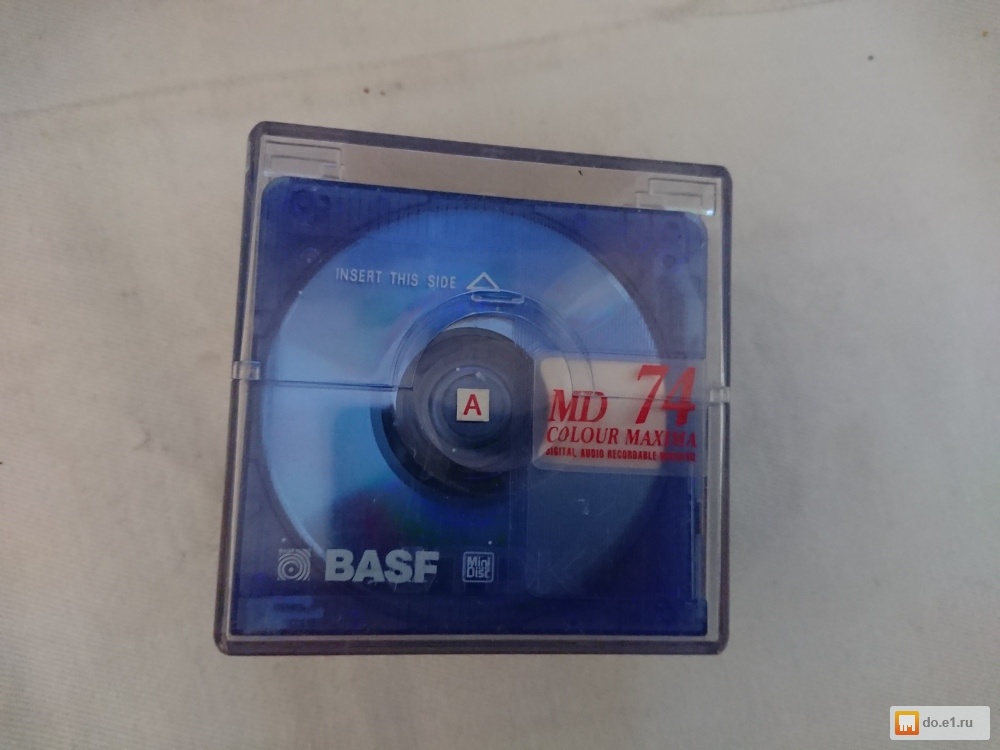 INSERT THIS SIDE
A
MD 74
COLOUR MAXIMA
DIGITAL AUDIO RECORDABLE
BASF
Mini
Disc
do.e1.ru